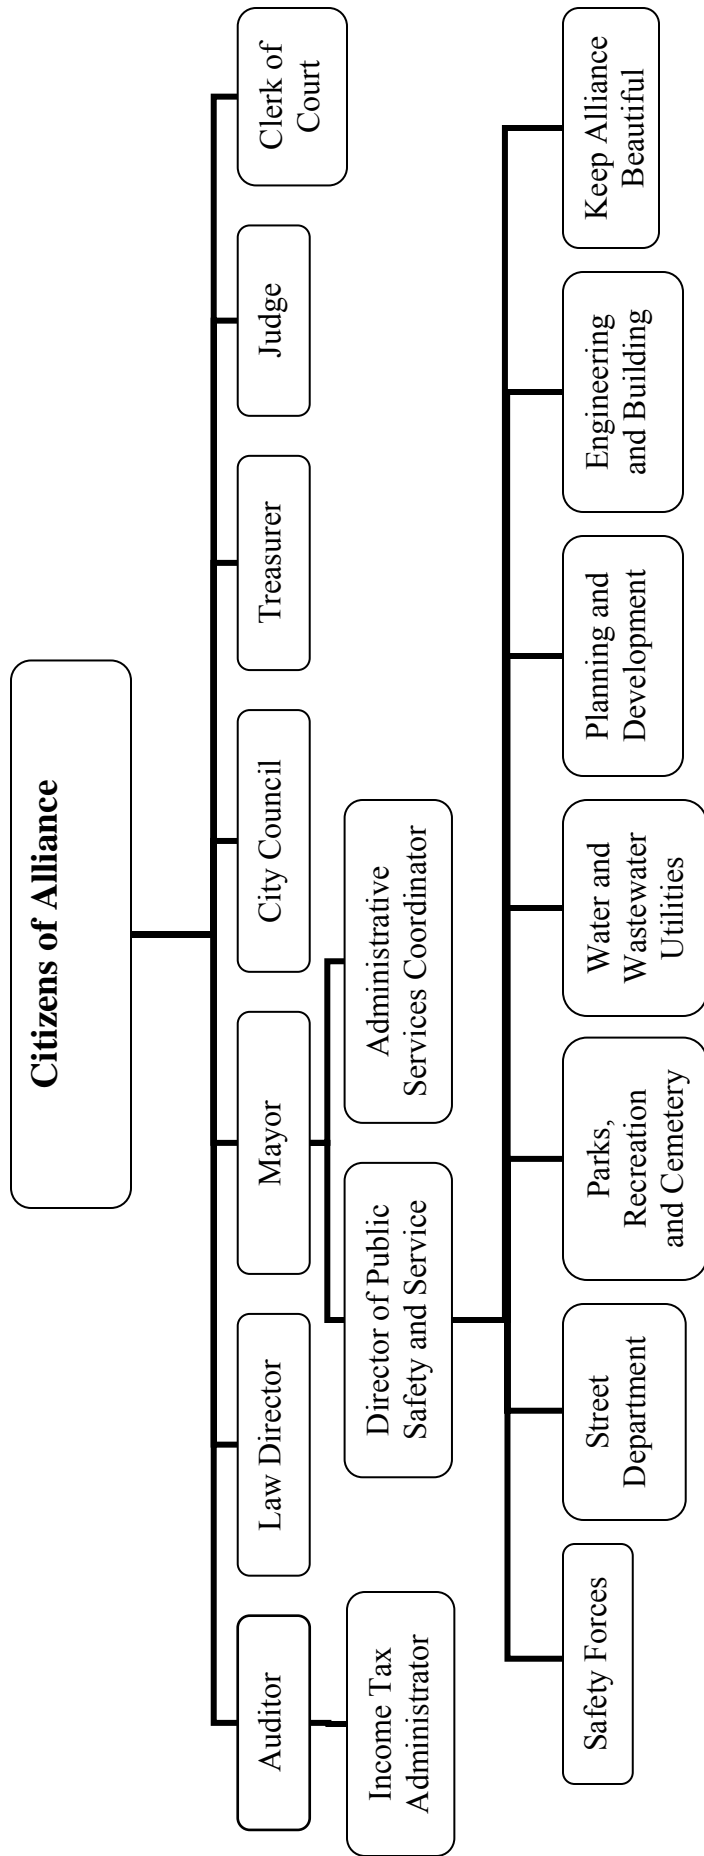 Citizens of Alliance
Auditor
Law Director
Mayor
City Council
Treasurer
Judge
Clerk of
Court
Income Tax
Administrator
Director of Public
Safety and Service
Administrative
Services Coordinator
Safety Forces
Street
Department
Parks,
Recreation
and Cemetery
Water and
Wastewater
Utilities
Planning and
Development
Engineering
and Building
Keep Alliance
Beautiful